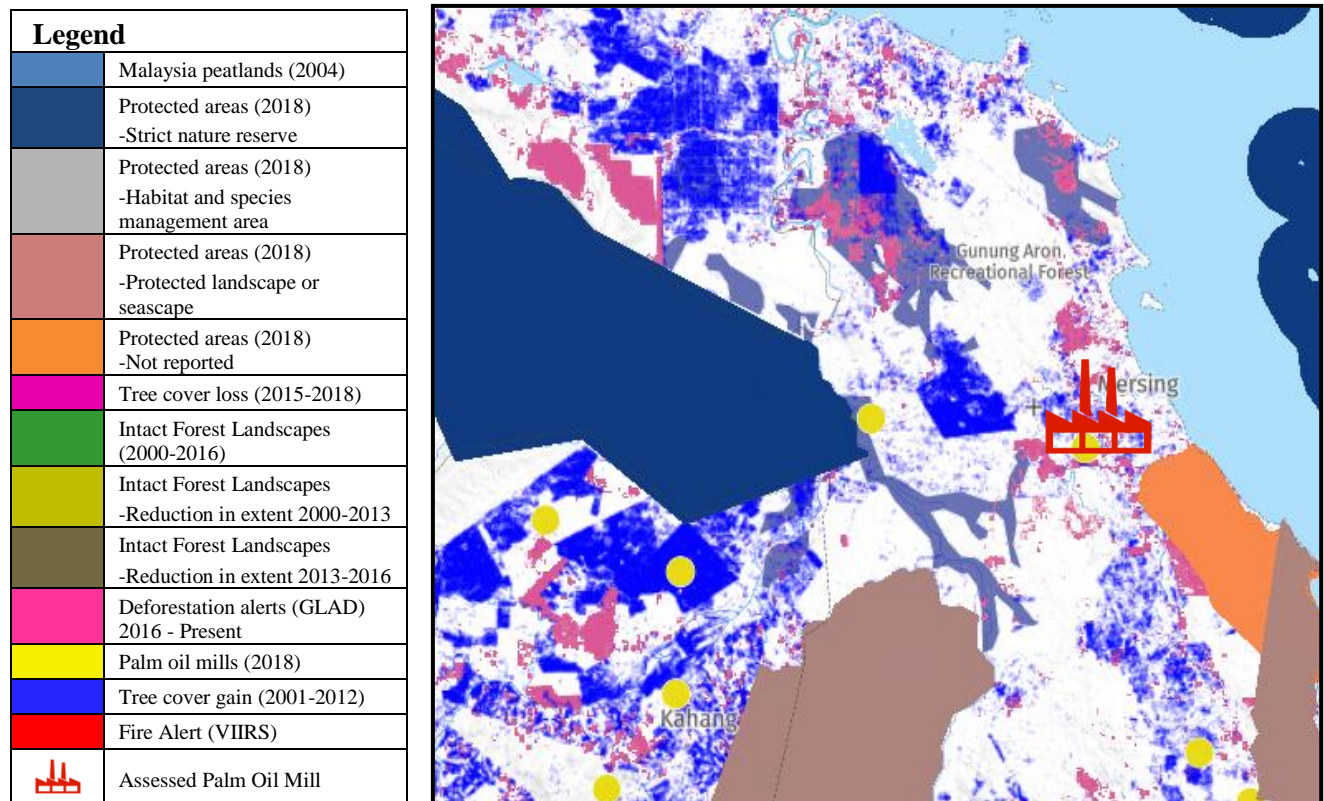 Legend
Malaysia peatlands (2004)
Protected areas (2018)
-Strict nature reserve
Protected areas (2018)
-Habitat and species
management area
Protected areas (2018)
-Protected landscape or
seascape
Protected areas (2018)
-Not reported
Tree cover loss (2015-2018)
Intact Forest Landscapes
(2000-2016)
Intact Forest Landscapes
-Reduction in extent 2000-2013
Intact Forest Landscapes
-Reduction in extent 2013-2016
Deforestation alerts (GLAD)
2016 - Present
Palm oil mills (2018)
Tree cover gain (2001-2012)
Fire Alert (VIIRS)
Assessed Palm Oil Mill
Gunung Aron.
Recreational Forest
Mersing
Kahang